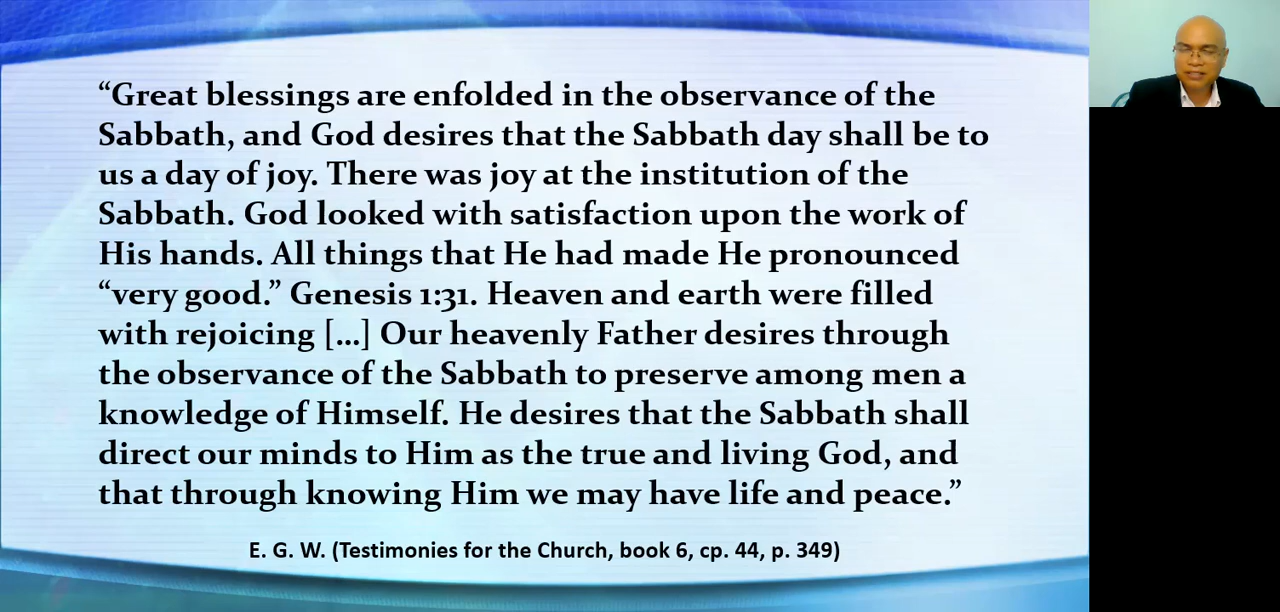 “Great blessings are enfolded in the observance of the
Sabbath, and God desires that the Sabbath day shall be to
us a day of joy. There was joy at the institution of the
Sabbath. God looked with satisfaction upon the work of
His hands. All things that He had made He pronounced
“very good.” Genesis 1:31. Heaven and earth were filled
with rejoicing [...] Our heavenly Father desires through
the observance of the Sabbath to preserve among men a
knowledge of Himself. He desires that the Sabbath shall
direct our minds to Him as the true and living God, and
that through knowing Him we may have life and peace.”
E. G. W. (Testimonies for the Church, book 6, cp. 44, p. 349)